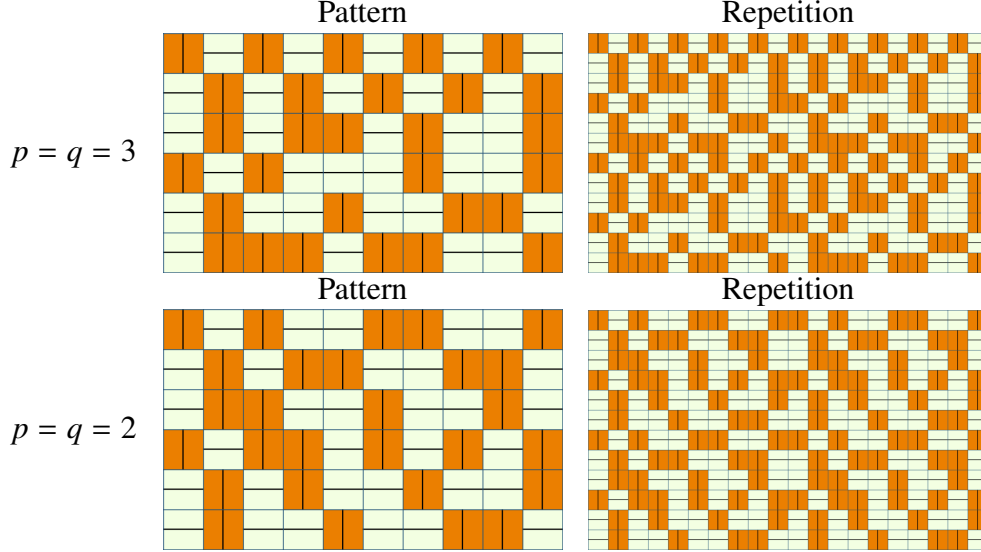 Pattern Repetition
p = q = 3
Pattern Repetition
p = q = 2